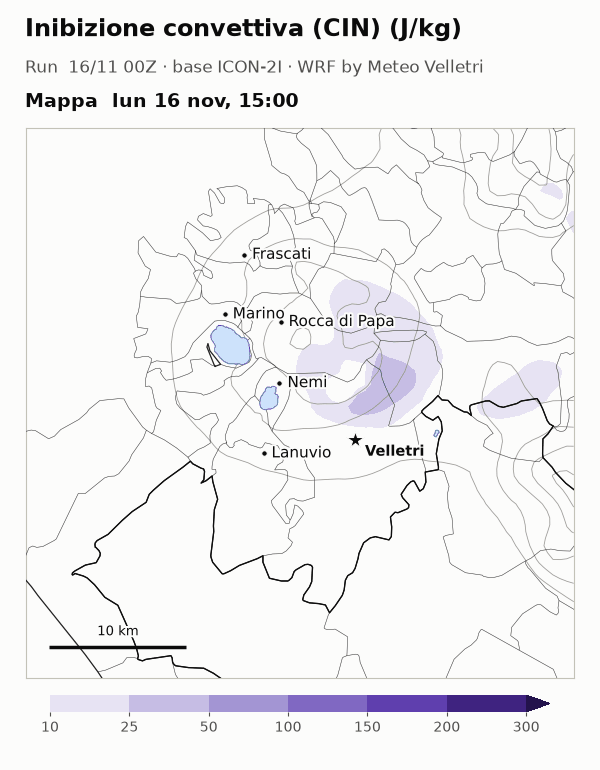 Inibizione convettiva (CIN) (J/kg)
Run 16/11 00Z · base ICON-2I · WRF by Meteo Velletri
Mappa lun 16 nov, 15:00
Frascati
Marino
Rocca di Papa
Nemi
Lanuvio
Velletri
10 km
10 25 50 100 150 200 300